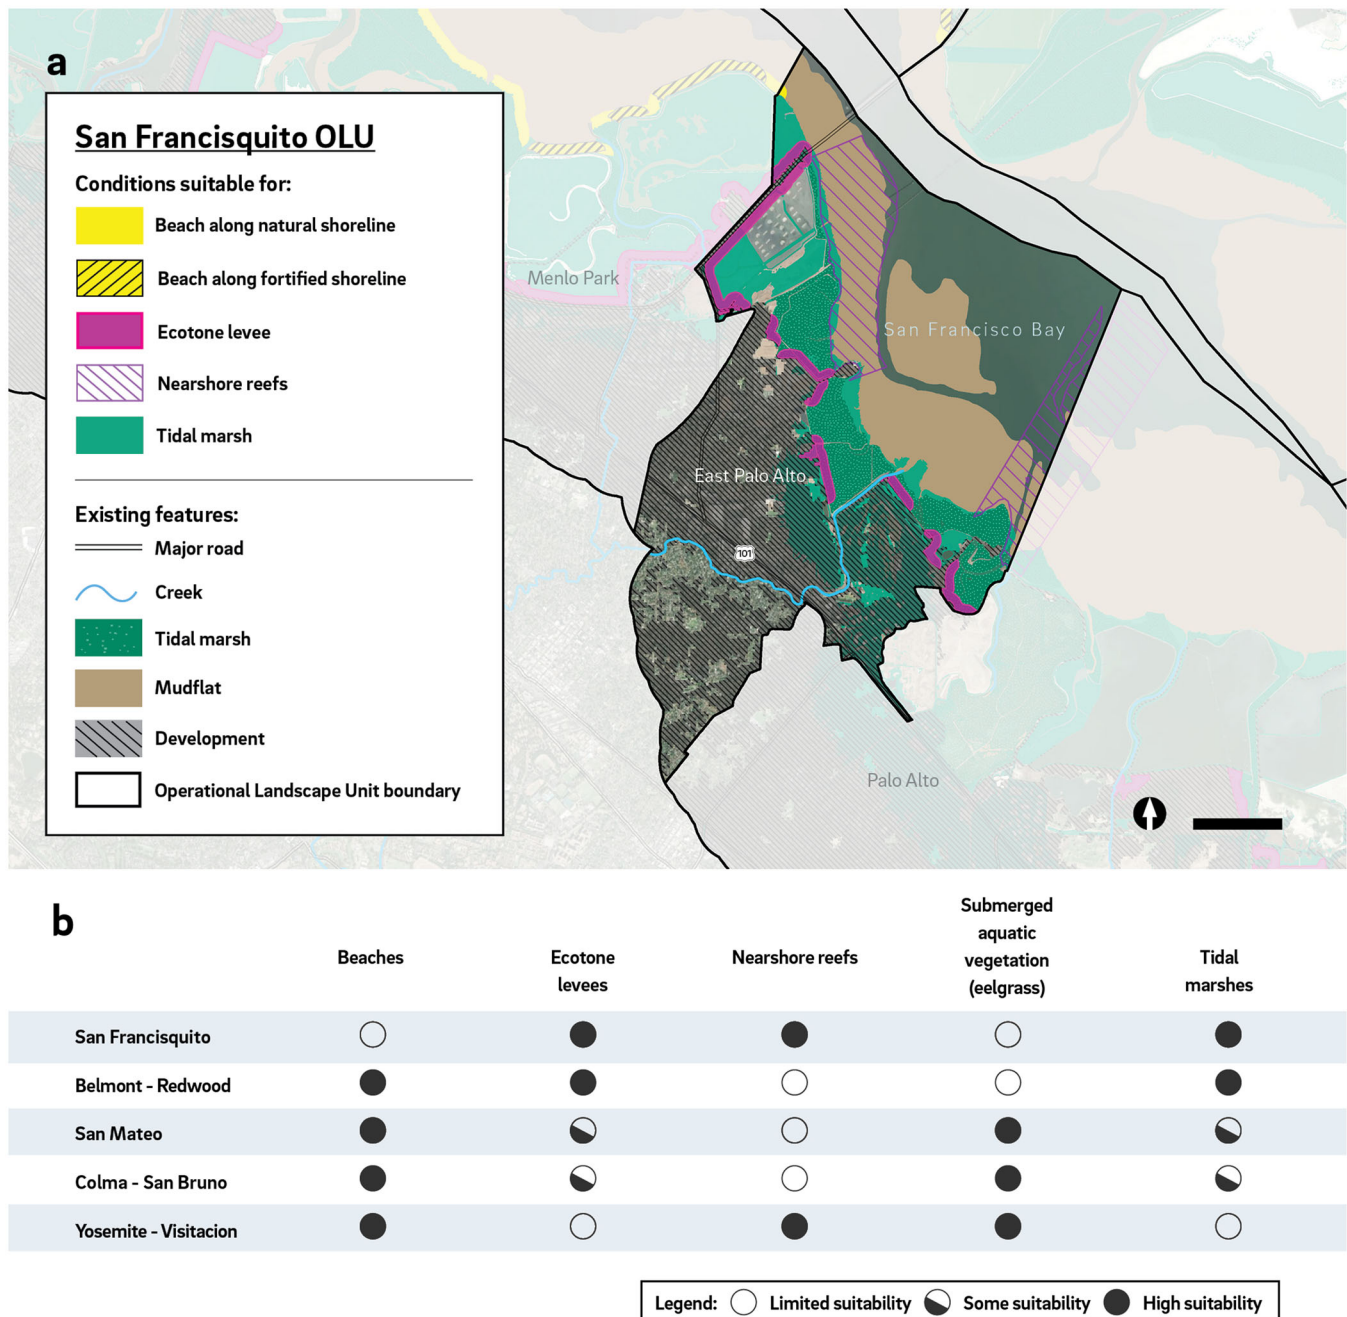 a
San Francisquito OLU
Conditions suitable for:
Beach along natural shoreline
Beach along fortified shoreline
Ecotone levee
Nearshore reefs
Tidal marsh
Existing features:
Major road
Creek
Tidal marsh
Mudflat
Development
Operational Landscape Unit boundary
Menlo Park
San Francisco Bay
East Palo Alto
101
Palo Alto
b
Beaches
Ecotone
levees
Nearshore reefs
Submerged
aquatic
vegetation
(eelgrass)
Tidal
marshes
San Francisquito
Belmont - Redwood
San Mateo
Colma - San Bruno
Yosemite - Visitacion
Legend: Limited suitability Some suitability High suitability